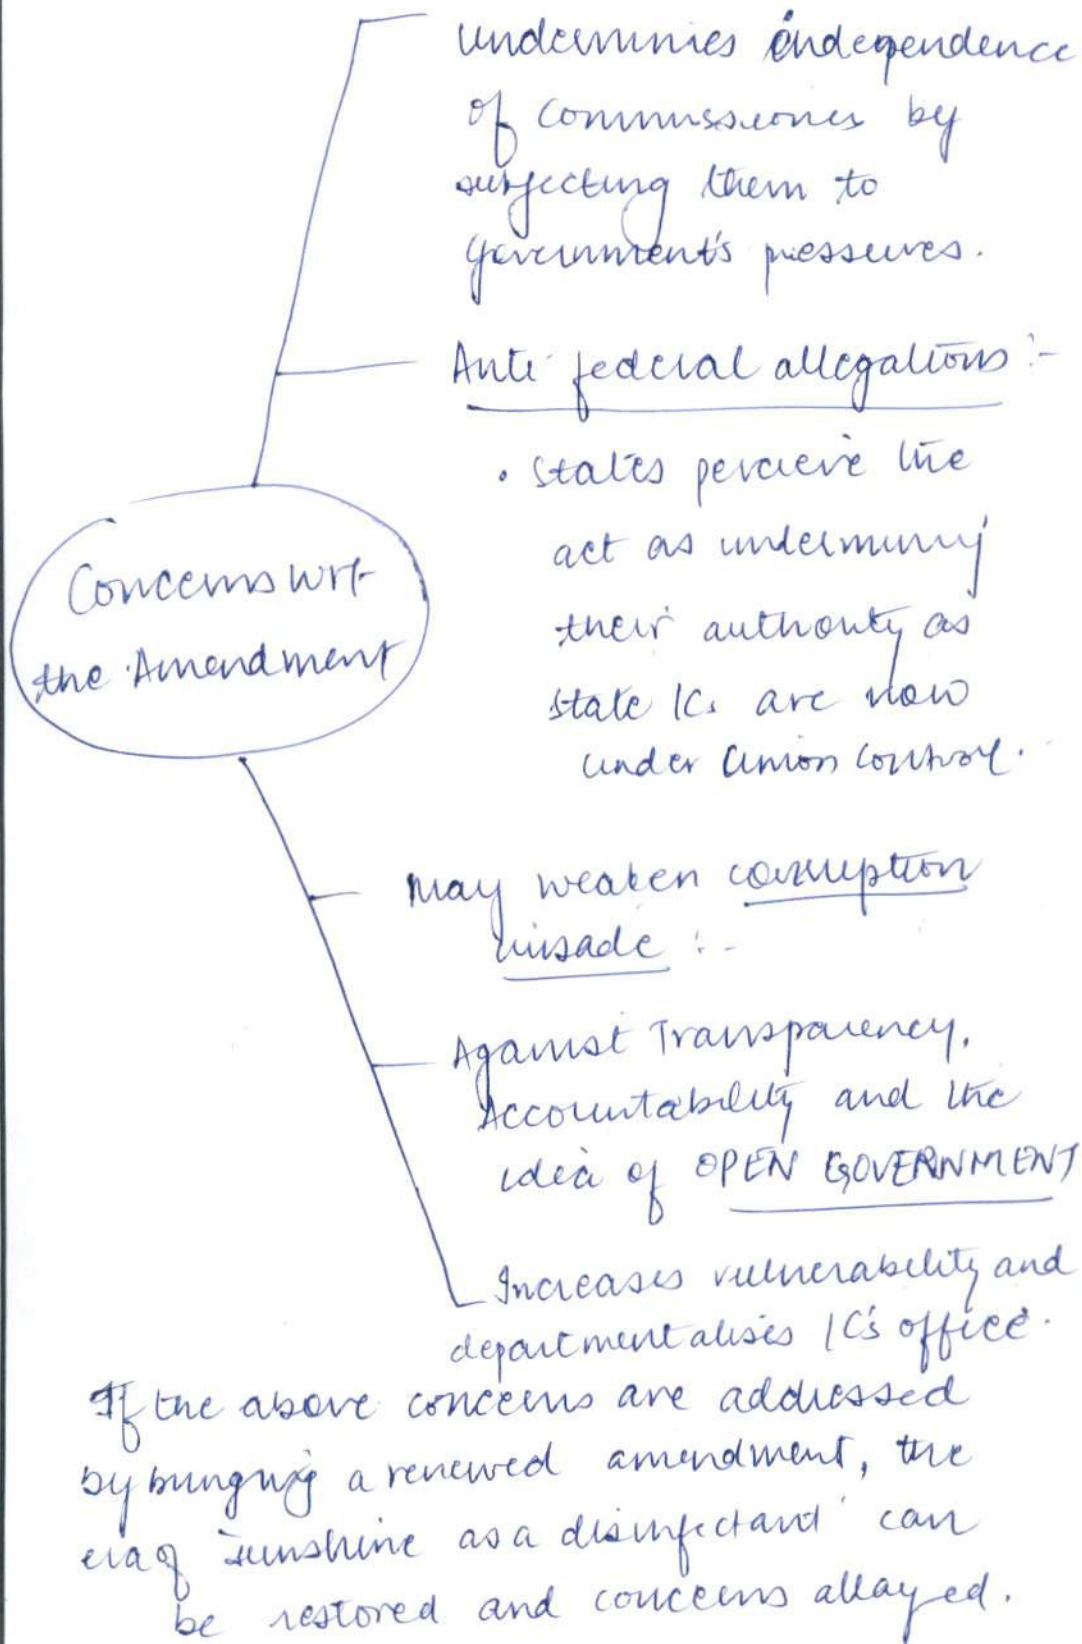 undermines independence
of Commissiones by
subjecting them to
government's pressures.
Anti federal allegations :-
• States percieve the
act as undermining
their authority as
state ICs are now
under Union control.
Concerns wrt
the Amendment
May weaken corruption
crusade :-
Against Transparency,
Accountability and the
idea of OPEN GOVERNMENT
Increases vulnerability and
departmentalises IC's office.
If the above concerns are addressed
by bringing a renewed amendment, the
era of 'sunshine as a disinfectant' can
be restored and concerns allayed.